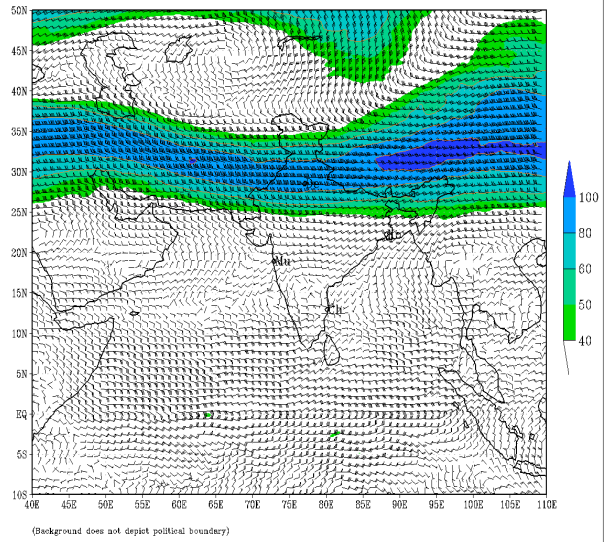 50N
45N
40N
35N
30N
25N
20N
15N
10N
5N
EQ
5S
10S
40E 45E 50E 55E 60E 65E 70E 75E 80E 85E 90E 95E 100E 105E 110E
100
80
60
50
40
Mu
Ch
(Background does not depict political boundary)